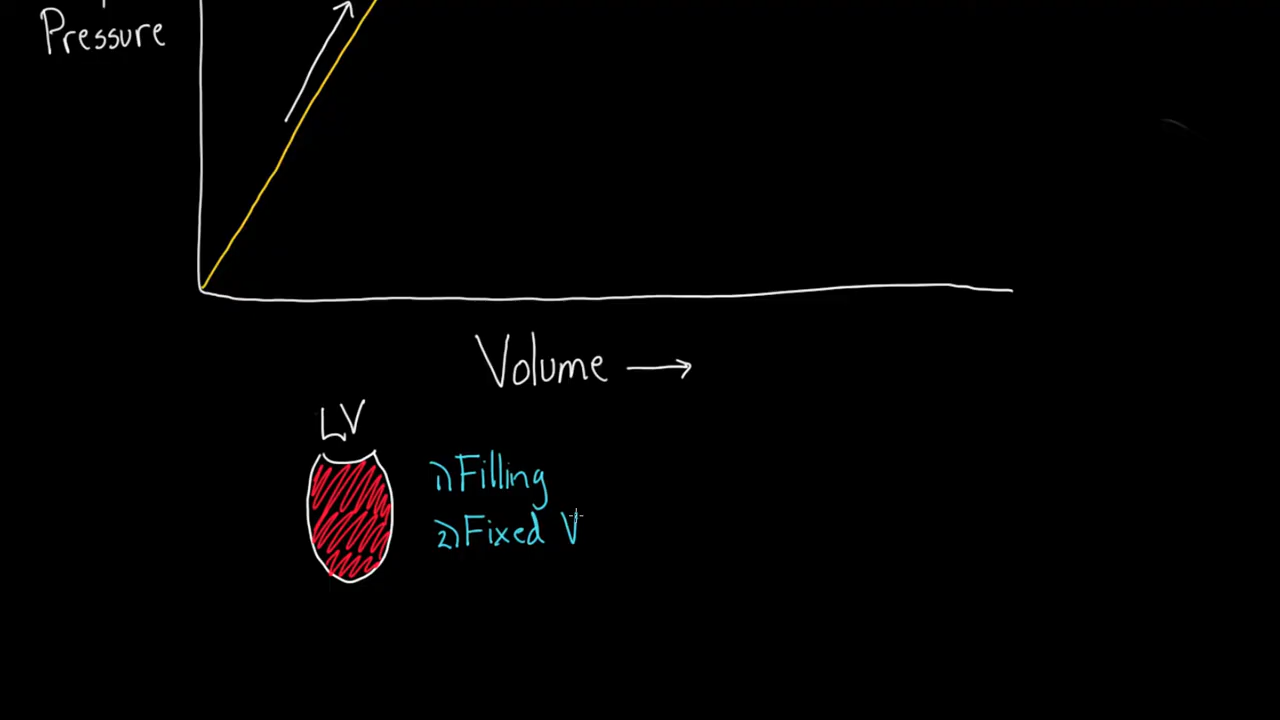 Pressure
Volume →
LV
1) Filling
2) Fixed V